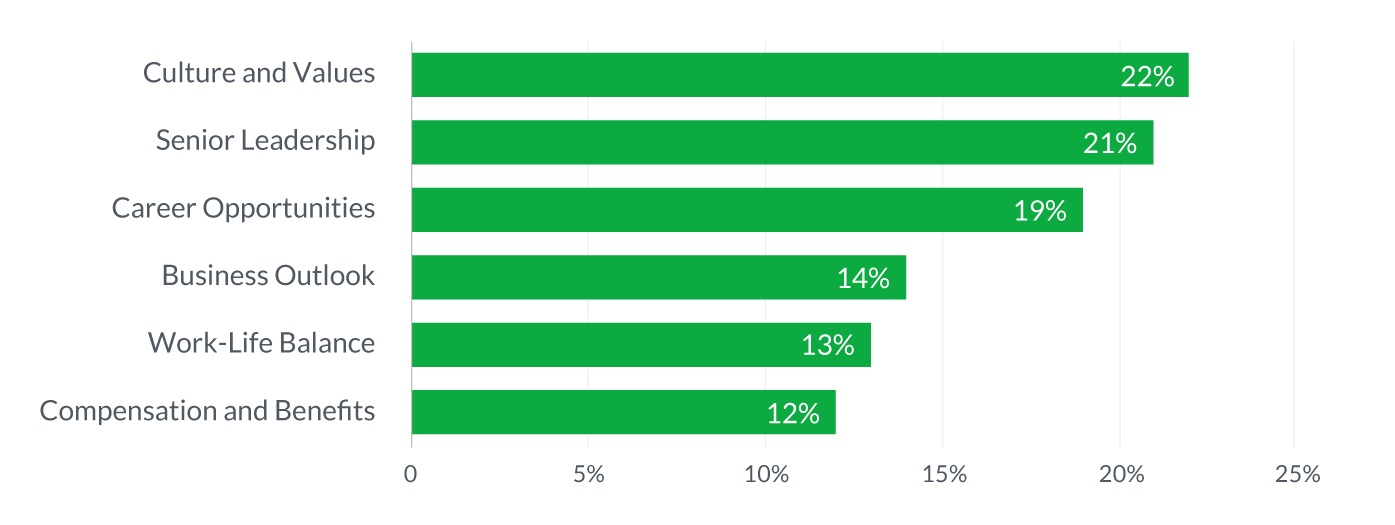 Culture and Values 22%
Senior Leadership 21%
Career Opportunities 19%
Business Outlook 14%
Work-Life Balance 13%
Compensation and Benefits 12%
0 5% 10% 15% 20% 25%